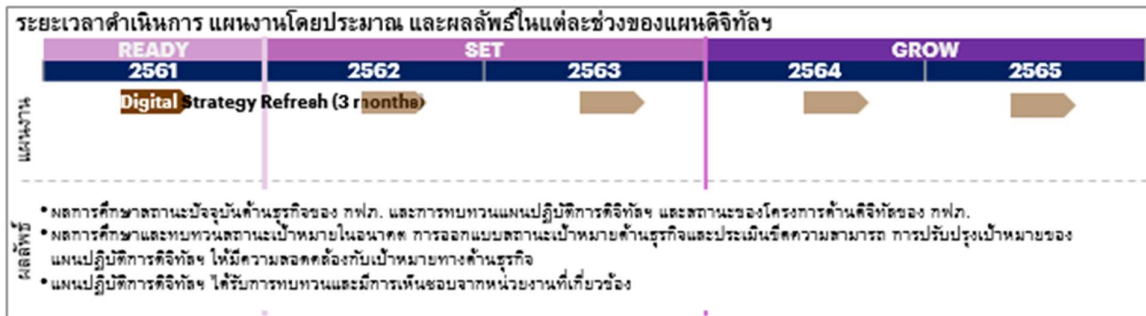 ระยะเวลาดำเนินการ แผนงานโดยประมาณ และผลลัพธ์ในแต่ละช่วงของแผนดิจิทัลฯ
READY SET GROW
2561 2562 2563 2564 2565
แผนงาน
Digital Strategy Refresh (3 months)
ผลลัพธ์
• ผลการศึกษาสถานะปัจจุบันด้านธุรกิจของ กฟภ. และการทบทวนแผนปฏิบัติการดิจิทัลฯ และสถานะของโครงการด้านดิจิทัลของ กฟภ.
• ผลการศึกษาและทบทวนสถานะเป้าหมายในอนาคต การออกแบบสถานะเป้าหมายด้านธุรกิจและประเมินขีดความสามารถ การปรับปรุงเป้าหมายของ
แผนปฏิบัติการดิจิทัลฯ ให้มีความสอดคล้องกับเป้าหมายทางด้านธุรกิจ
• แผนปฏิบัติการดิจิทัลฯ ได้รับการทบทวนและมีการเห็นชอบจากหน่วยงานที่เกี่ยวข้อง